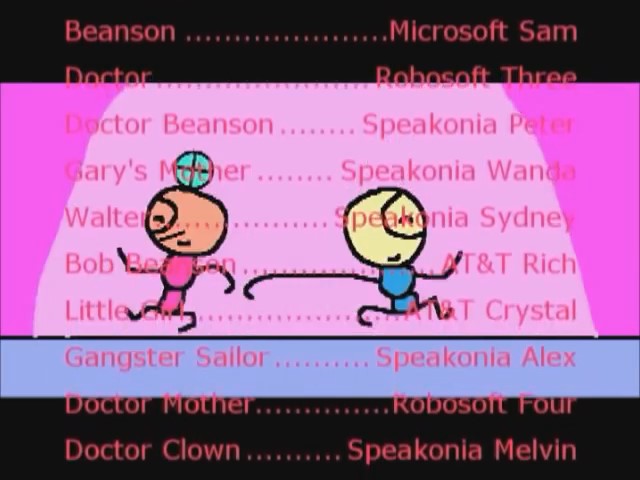 Beanson .....................Microsoft Sam
Doctor...................... Robosoft Three
Doctor Beanson........ Speakonia Peter
Gary's Mother ........ Speakonia Wanda
Walter.................. Speakonia Sydney
Bob Beanson .................... AT&T Rich
Little Girl...................... AT&T Crystal
Gangster Sailor.......... Speakonia Alex
Doctor Mother..............Robosoft Four
Doctor Clown.......... Speakonia Melvin